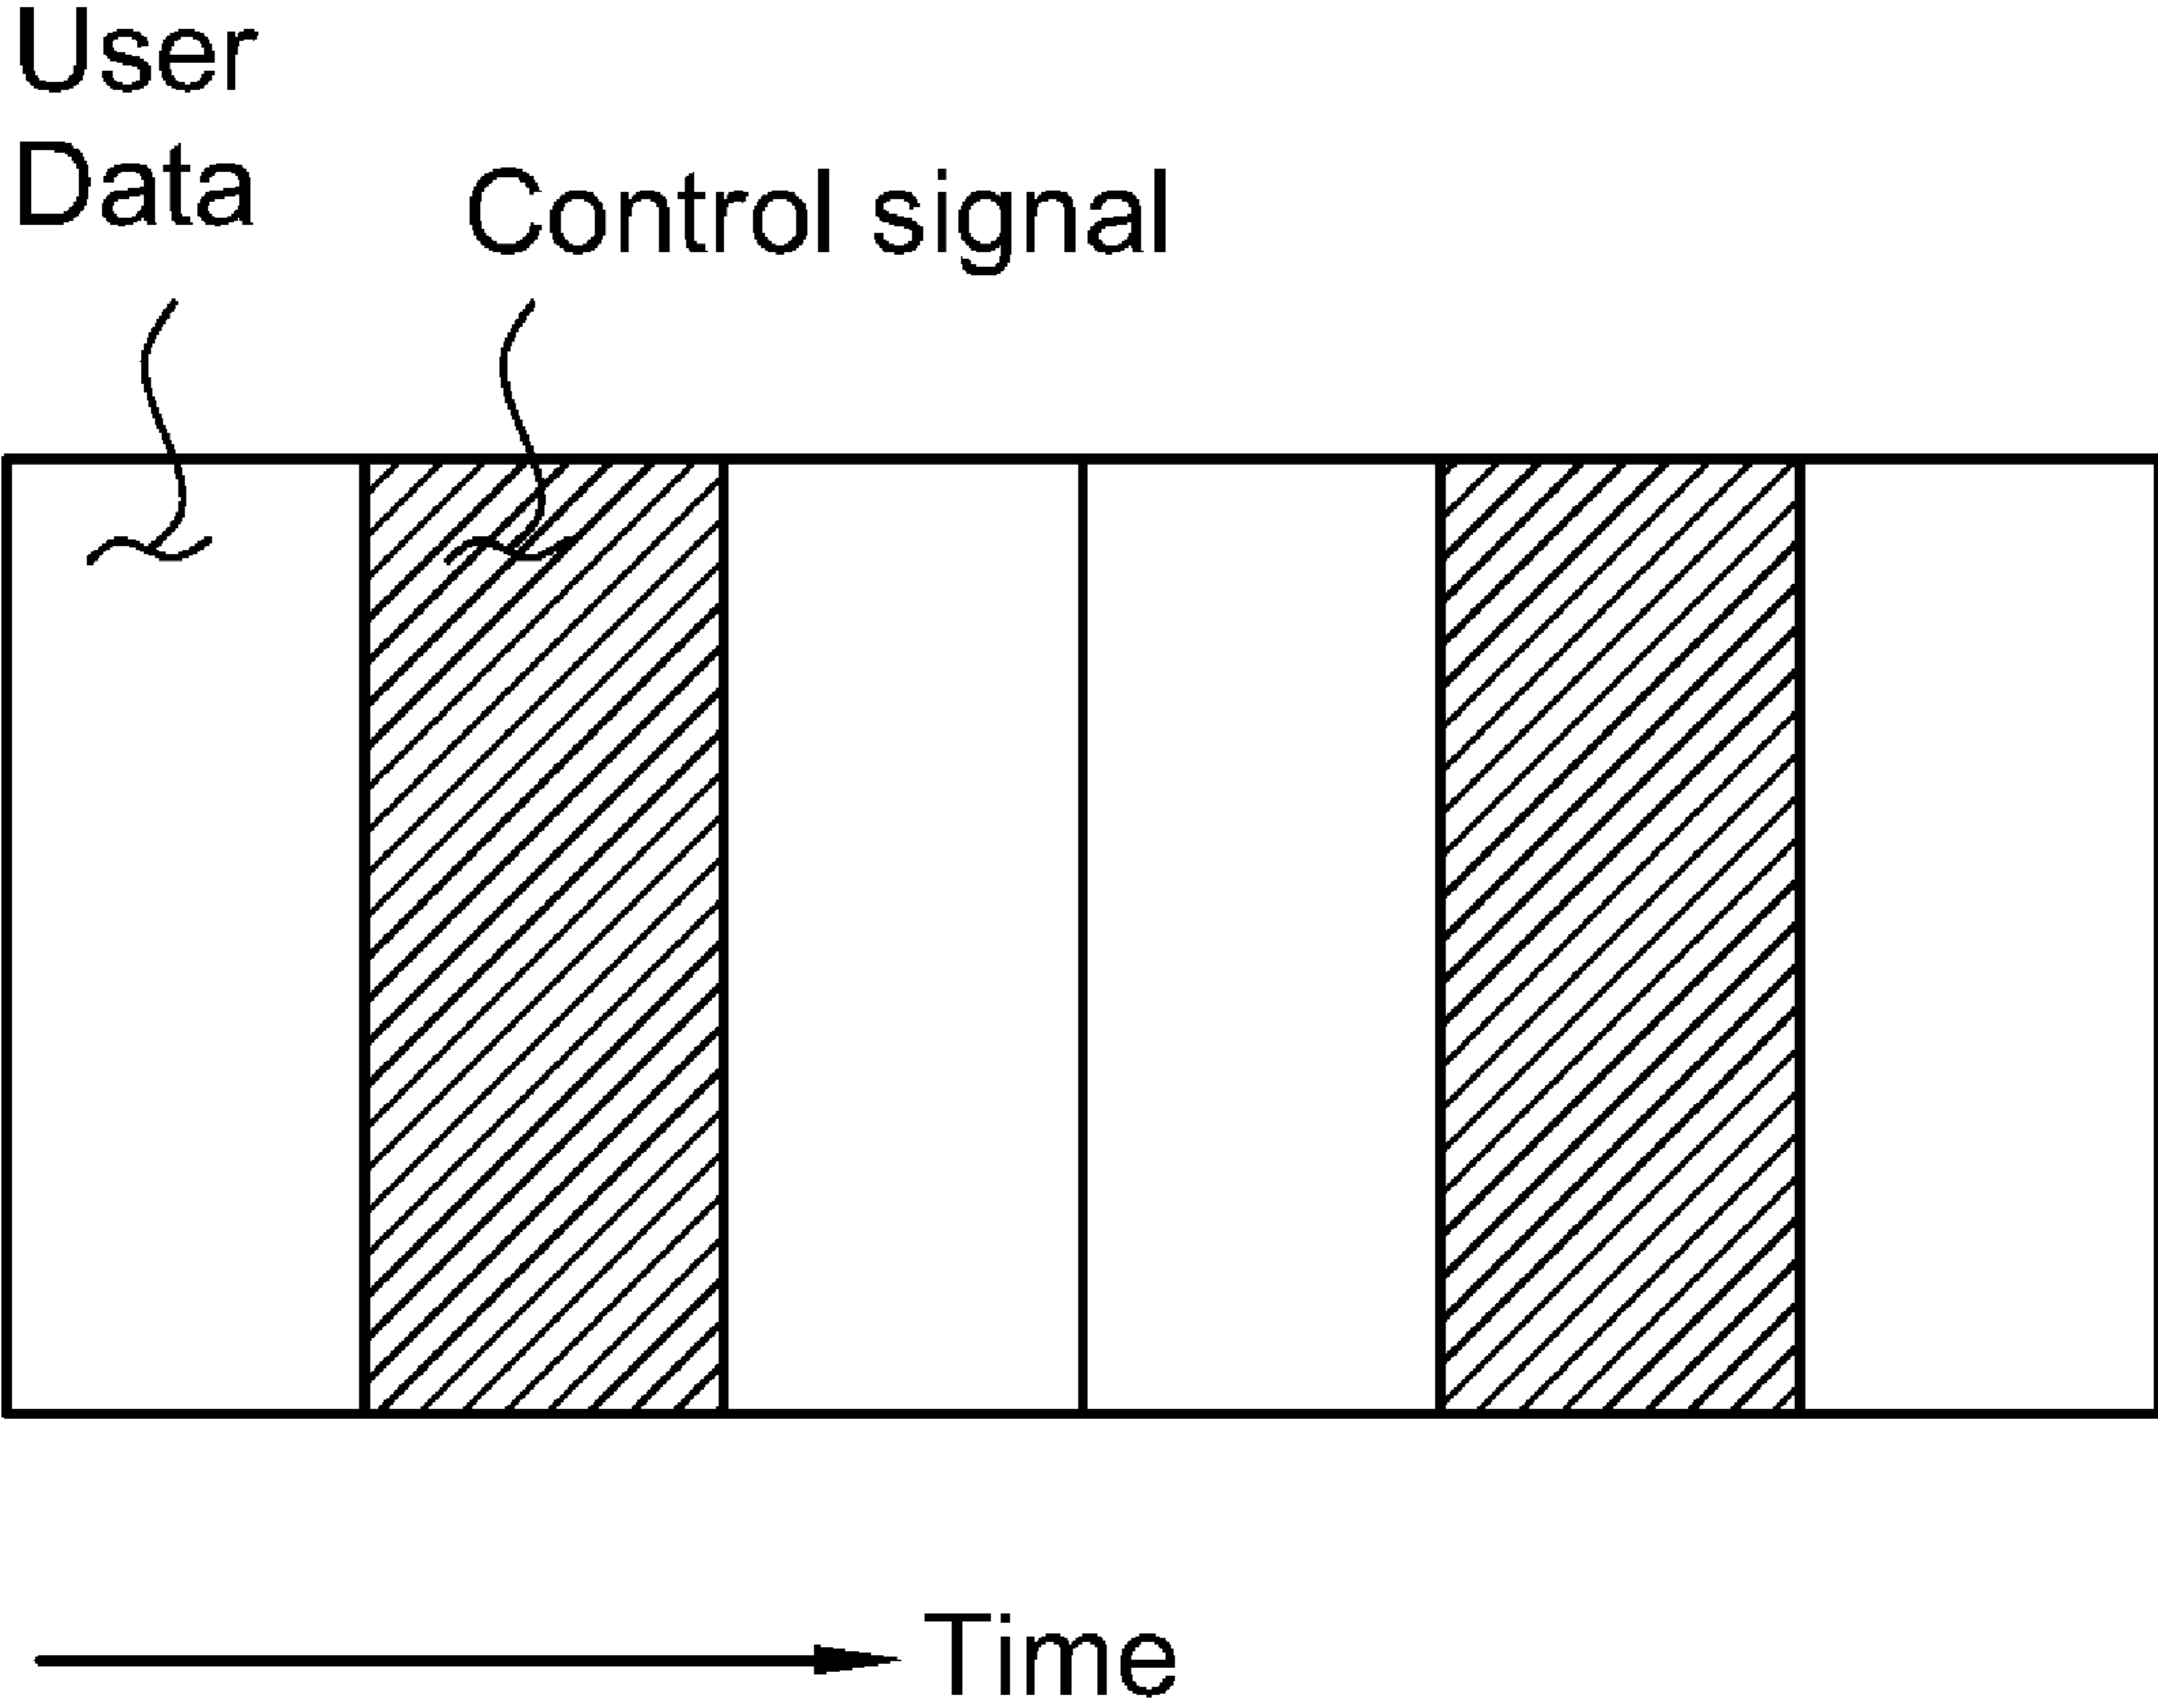 User
Data
Control signal
Time